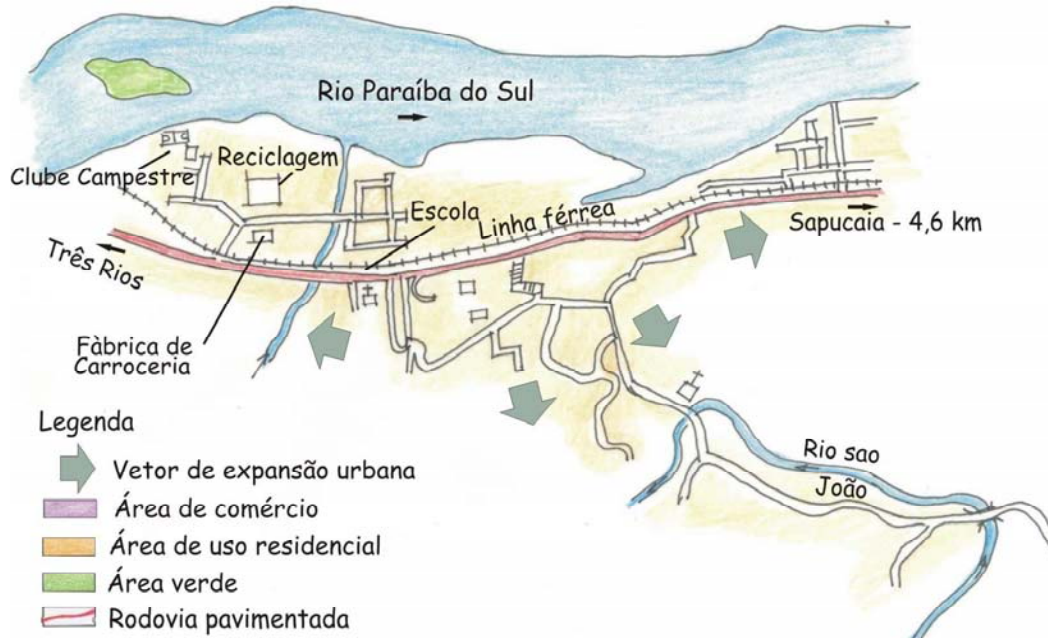 Rio Paraíba do Sul
Clube Campestre
Reciclagem
Escola
Linha férrea
Sapucaia - 4,6 km
Três Rios
Fàbrica de
Carroceria
Rio sao
João
Legenda
Vetor de expansão urbana
Área de comércio
Área de uso residencial
Área verde
Rodovia pavimentada